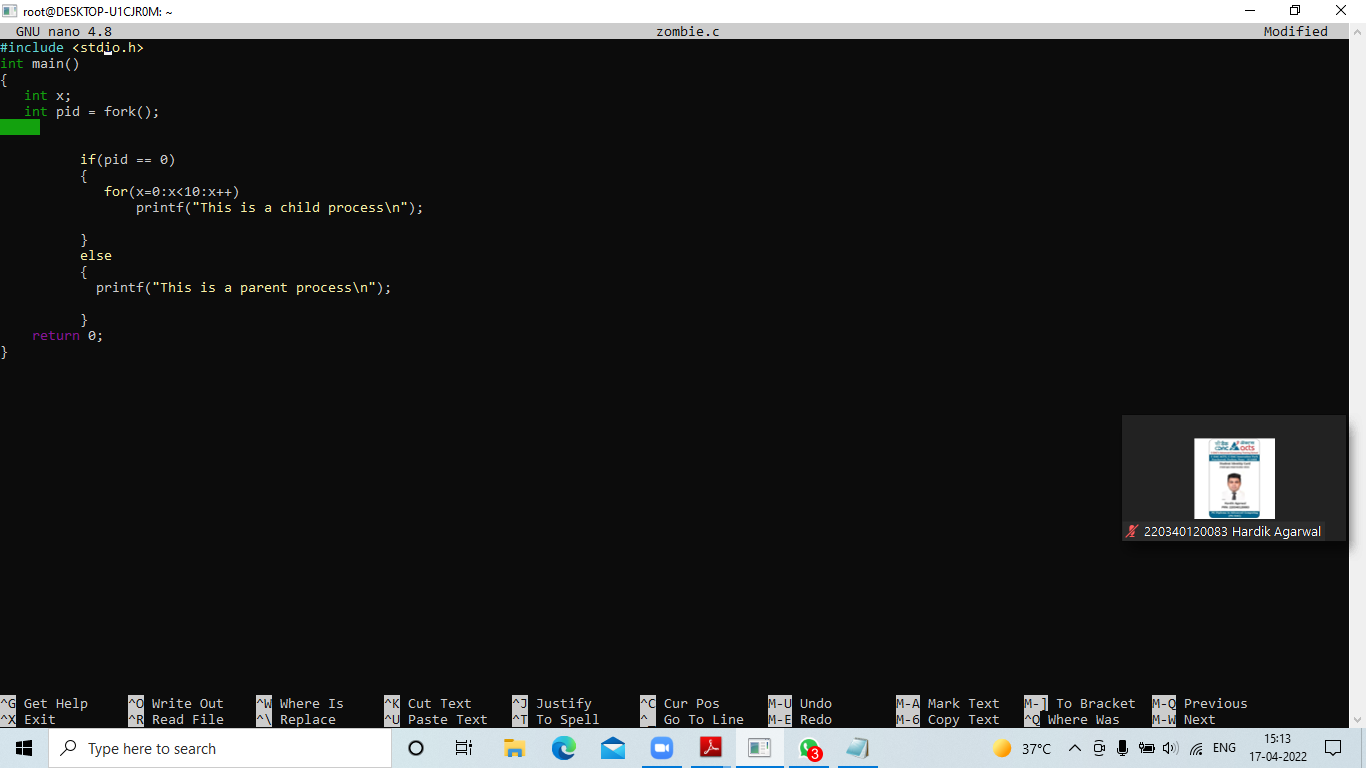 root@DESKTOP-U1CJR0M: ~
GNU nano 4.8 zombie.c Modified
#include <stdio.h>
int main()
{
int x;
int pid = fork();
if(pid == 0)
{
for(x=0:x<10:x++)
printf("This is a child process\n");
}
else
{
printf("This is a parent process\n");
}
return 0;
}
220340120083 Hardik Agarwal
^G Get Help ^O Write Out ^W Where Is ^K Cut Text ^J Justify ^C Cur Pos M-U Undo M-A Mark Text M-] To Bracket M-Q Previous
^X Exit ^R Read File ^\ Replace ^U Paste Text ^T To Spell ^_ Go To Line M-E Redo M-6 Copy Text ^Q Where Was M-W Next
Type here to search
3
37°C
ENG
15:13
17-04-2022